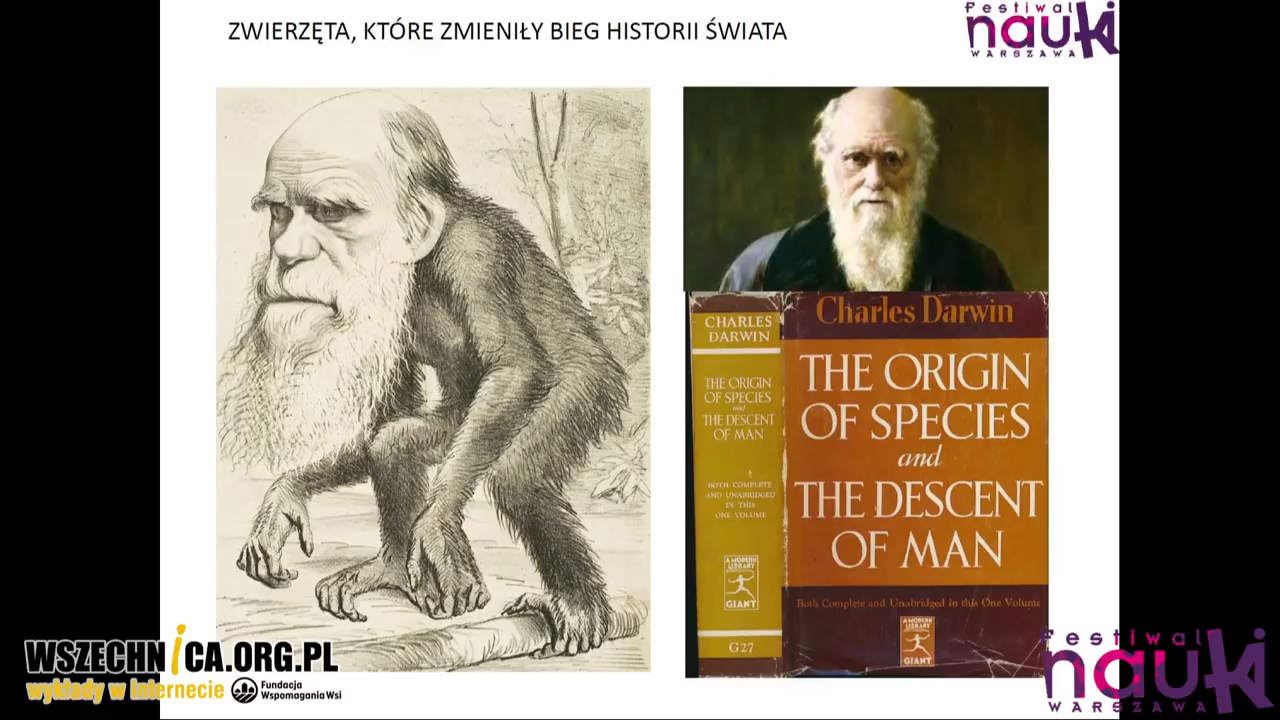 ZWIERZĘTA, KTÓRE ZMIENIŁY BIEG HISTORII ŚWIATA
Festiwal
nauki
WARSZAWA
CHARLES
DARWIN
THE ORIGIN
OF SPECIES
and
THE DESCENT
OF MAN
BOTH COMPLETE
AND UNABRIDGED
IN THIS
ONE VOLUME
A MODERN
LIBRARY
GIANT
G27
Charles Darwin
THE ORIGIN
OF SPECIES
and
THE DESCENT
OF MAN
Both Complete and Unabridged in this One Volume
A MODERN
LIBRARY
GIANT
WSZECHNICA.ORG.PL
wykłady w internecie
Fundacja
Wspomagania Wsi
Festiwal
nauki
WARSZAWA